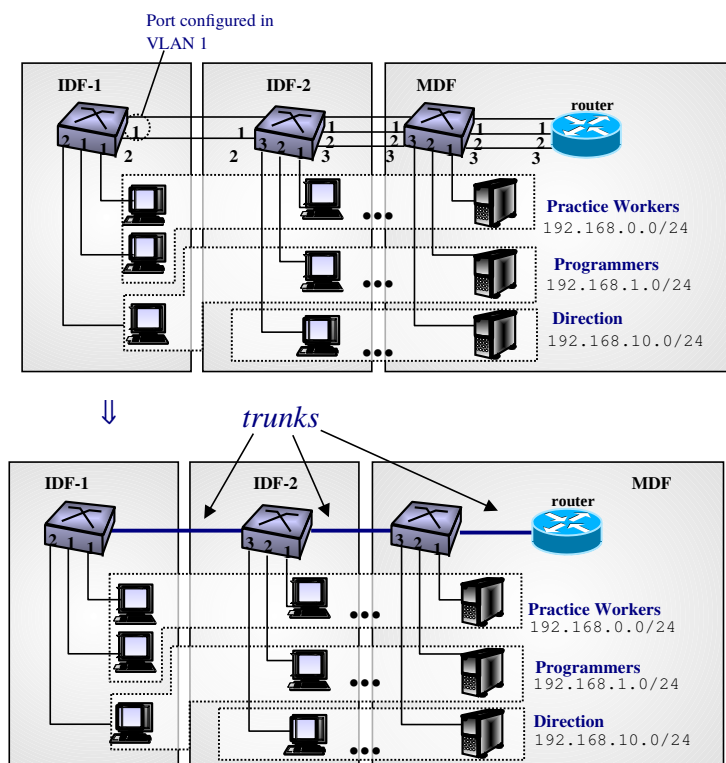 Port configured in
VLAN 1
IDF-1
IDF-2
MDF
router
2 1 1
1
2
1
2
3 2 1
1
2
3
1
2
3
3 2 1
1
2
3
1
2
3
Practice Workers
192.168.0.0/24
Programmers
192.168.1.0/24
Direction
192.168.10.0/24
⇓
trunks
IDF-1
IDF-2
MDF
router
2 1 1
3 2 1
3 2 1
Practice Workers
192.168.0.0/24
Programmers
192.168.1.0/24
Direction
192.168.10.0/24